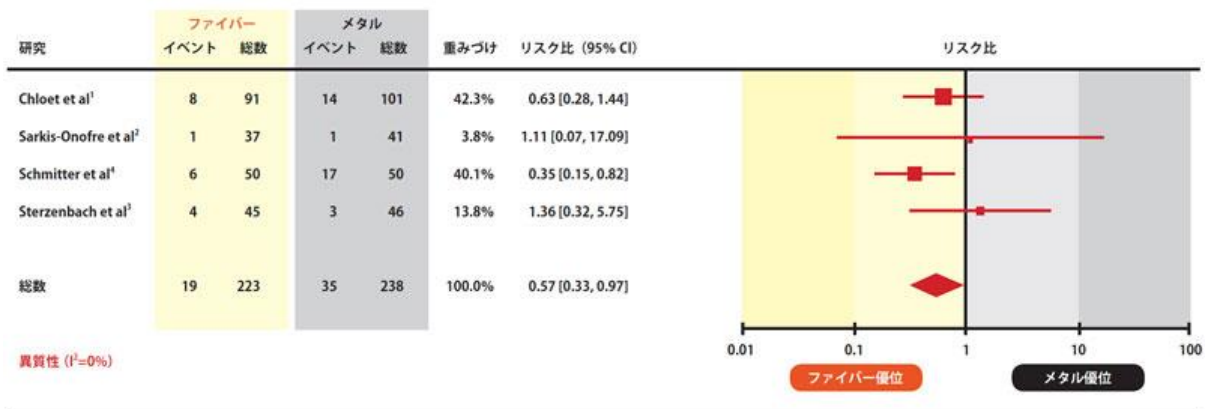 ファイバー メタル
研究 イベント 総数 イベント 総数 重みづけ リスク比（95% CI） リスク比
Chloet et al¹ 8 91 14 101 42.3% 0.63 [0.28, 1.44]
Sarkis-Onofre et al² 1 37 1 41 3.8% 1.11 [0.07, 17.09]
Schmitter et al⁴ 6 50 17 50 40.1% 0.35 [0.15, 0.82]
Sterzenbach et al³ 4 45 3 46 13.8% 1.36 [0.32, 5.75]
総数 19 223 35 238 100.0% 0.57 [0.33, 0.97]
0.01 0.1 1 10 100
異質性 (I²=0%)
ファイバー優位 メタル優位